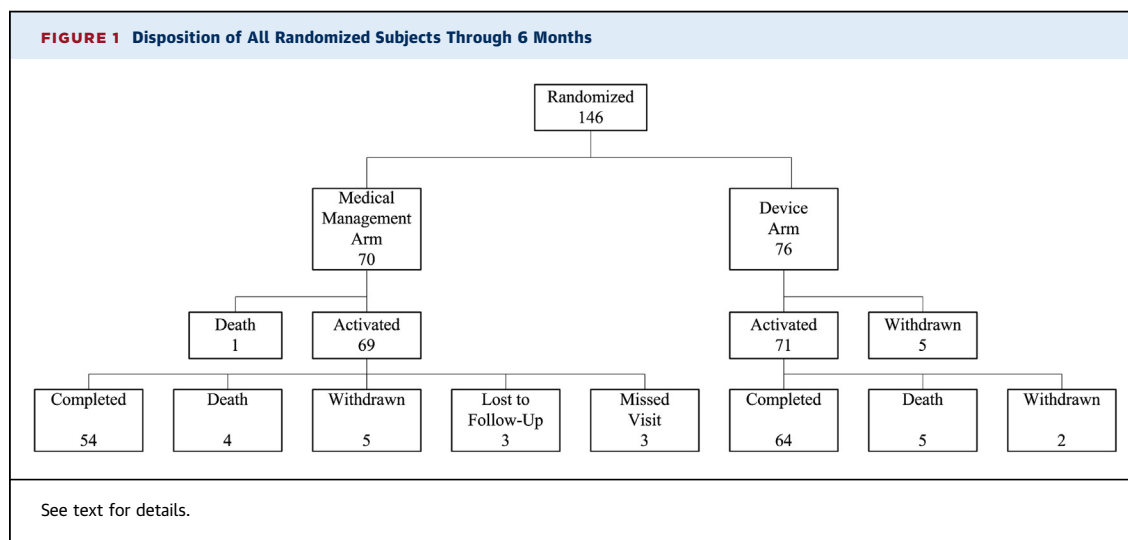 FIGURE 1 Disposition of All Randomized Subjects Through 6 Months
Randomized
146
Medical
Management
Arm
70
Device
Arm
76
Death
1
Activated
69
Activated
71
Withdrawn
5
Completed
54
Death
4
Withdrawn
5
Lost to
Follow-Up
3
Missed
Visit
3
Completed
64
Death
5
Withdrawn
2
See text for details.